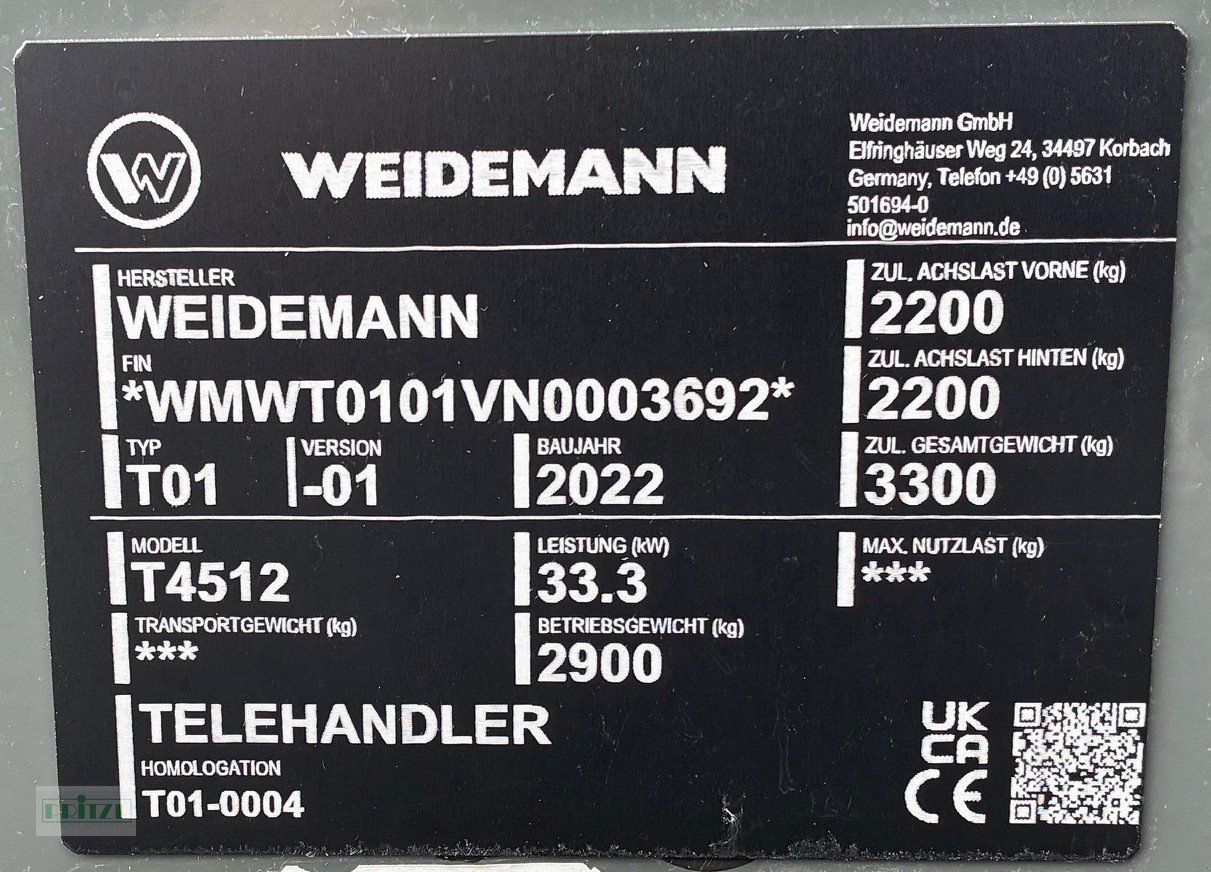 W
WEIDEMANN
Weidemann GmbH
Elfringhäuser Weg 24, 34497 Korbach
Germany, Telefon +49 (0) 5631
501694-0
info@weidemann.de
HERSTELLER
WEIDEMANN
FIN
*WMWT0101VN0003692*
TYP
T01
VERSION
-01
BAUJAHR
2022
ZUL. ACHSLAST VORNE (kg)
2200
ZUL. ACHSLAST HINTEN (kg)
2200
ZUL. GESAMTGEWICHT (kg)
3300
MODELL
T4512
LEISTUNG (kW)
33.3
MAX. NUTZLAST (kg)
***
TRANSPORTGEWICHT (kg)
***
BETRIEBSGEWICHT (kg)
2900
TELEHANDLER
HOMOLOGATION
T01-0004
UK
CA
CE
BRITZE